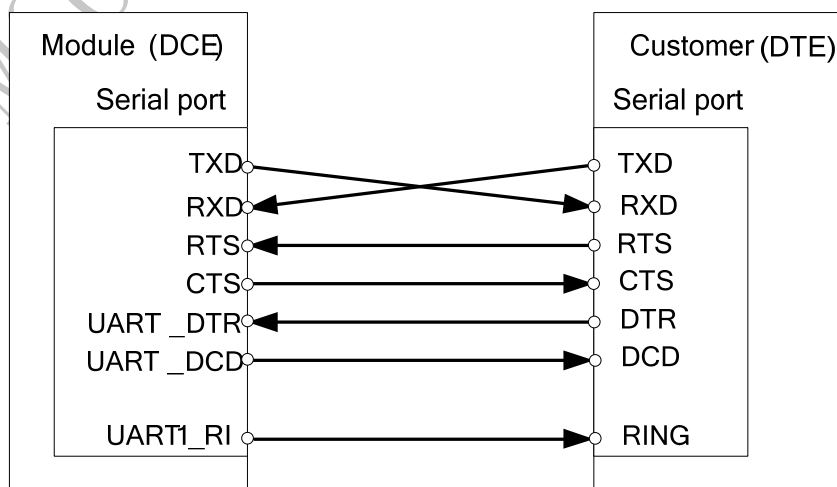 Module (DCE)
Customer (DTE)
Serial port
Serial port
TXD
TXD
RXD
RXD
RTS
RTS
CTS
CTS
UART _DTR
DTR
UART _DCD
DCD
UART1_RI
RING